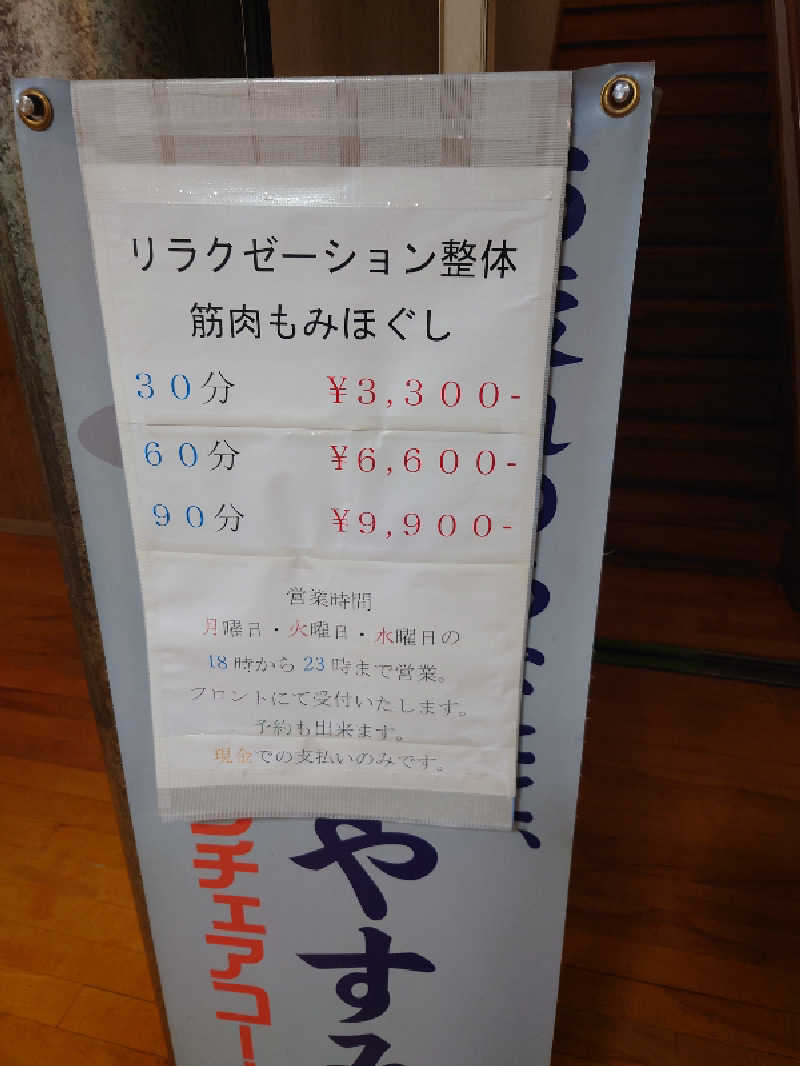 リラクゼーション整体
筋肉もみほぐし
30分 ¥3,300-
60分 ¥6,600-
90分 ¥9,900-
営業時間
月曜日・火曜日・水曜日の
18時から23時まで営業。
フロントにて受付いたします。
予約も出来ます。
現金での支払いのみです。
やすみ
チェアコー